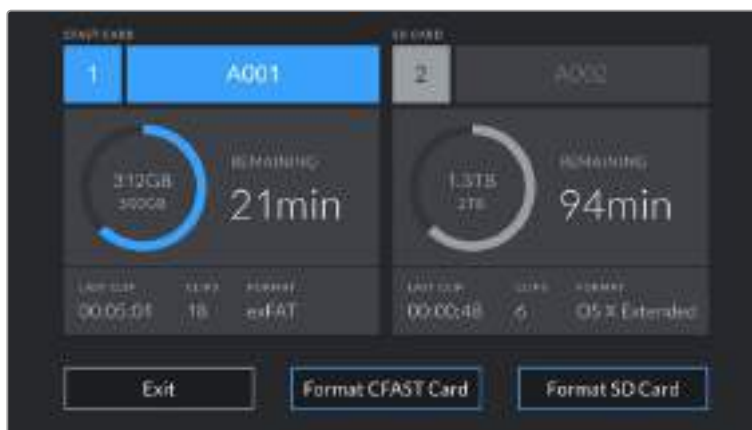 CFAST CARD
1 A001
312GB
500GB
REMAINING
21min
LAST CLIP CLIPS FORMAT
00:05:01 18 exFAT
SD CARD
2 A002
1.3TB
2TB
REMAINING
94min
LAST CLIP CLIPS FORMAT
00:00:48 6 OS X Extended
Exit
Format CFAST Card
Format SD Card